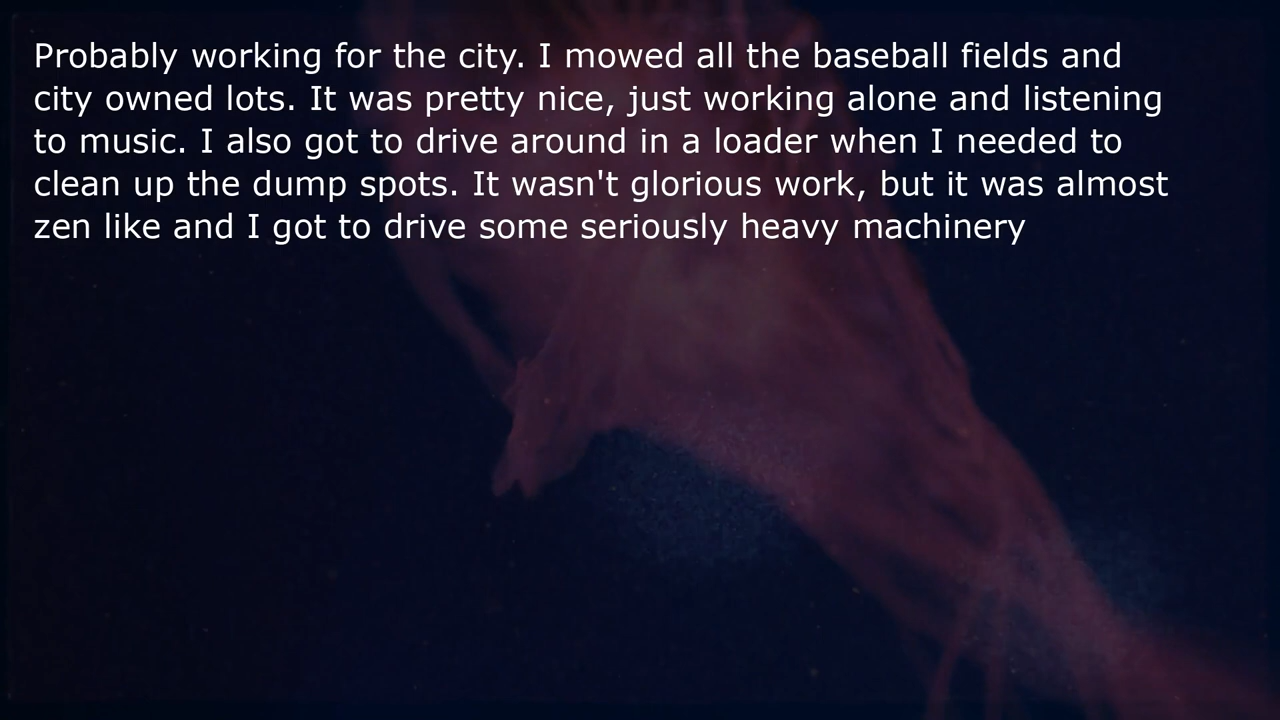 Probably working for the city. I mowed all the baseball fields and
city owned lots. It was pretty nice, just working alone and listening
to music. I also got to drive around in a loader when I needed to
clean up the dump spots. It wasn't glorious work, but it was almost
zen like and I got to drive some seriously heavy machinery